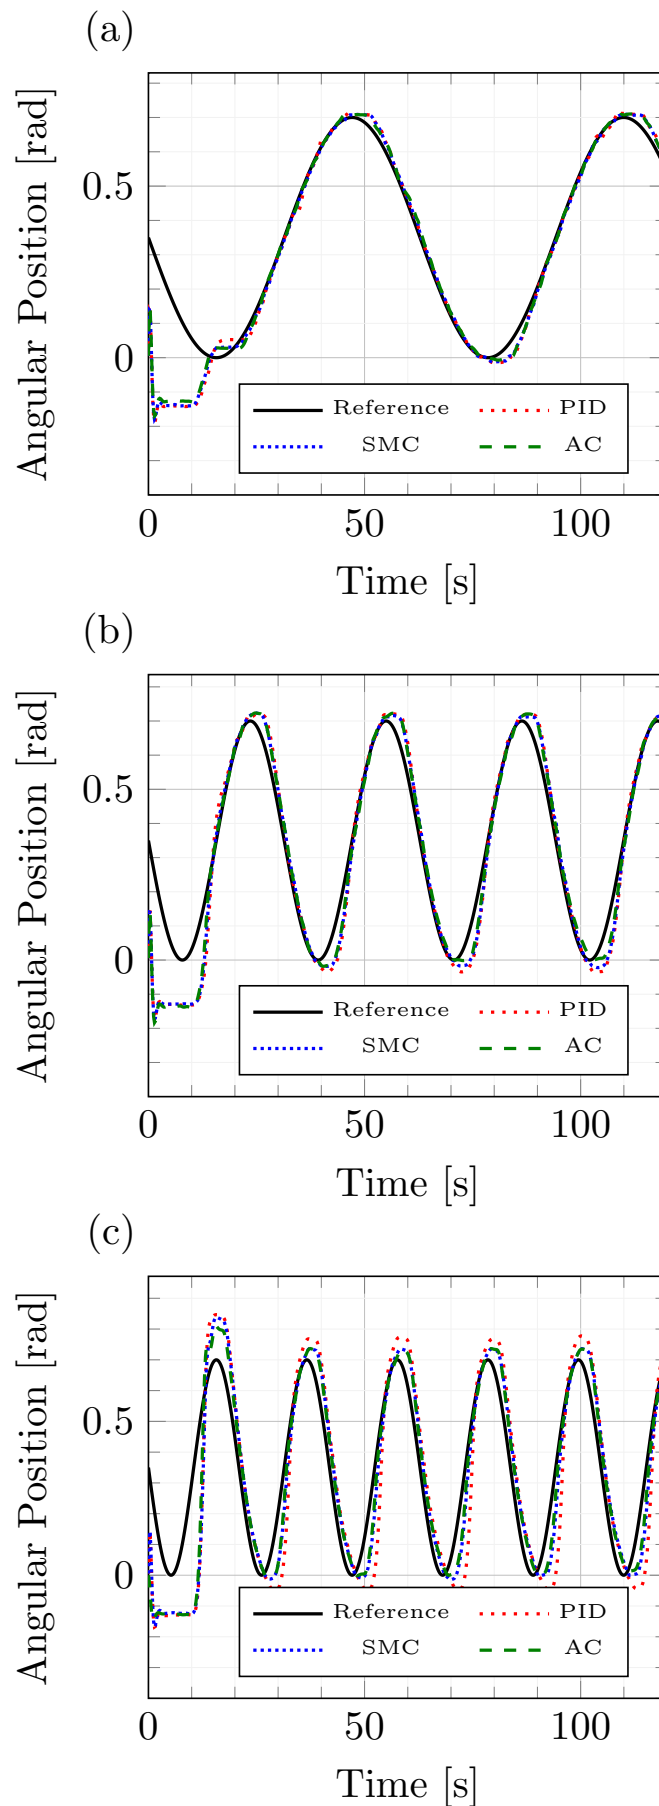 (a)
Angular Position [rad]
0.5
0
Reference PID
SMC AC
0 50 100
Time [s]
(b)
Angular Position [rad]
0.5
0
Reference PID
SMC AC
0 50 100
Time [s]
(c)
Angular Position [rad]
0.5
0
Reference PID
SMC AC
0 50 100
Time [s]